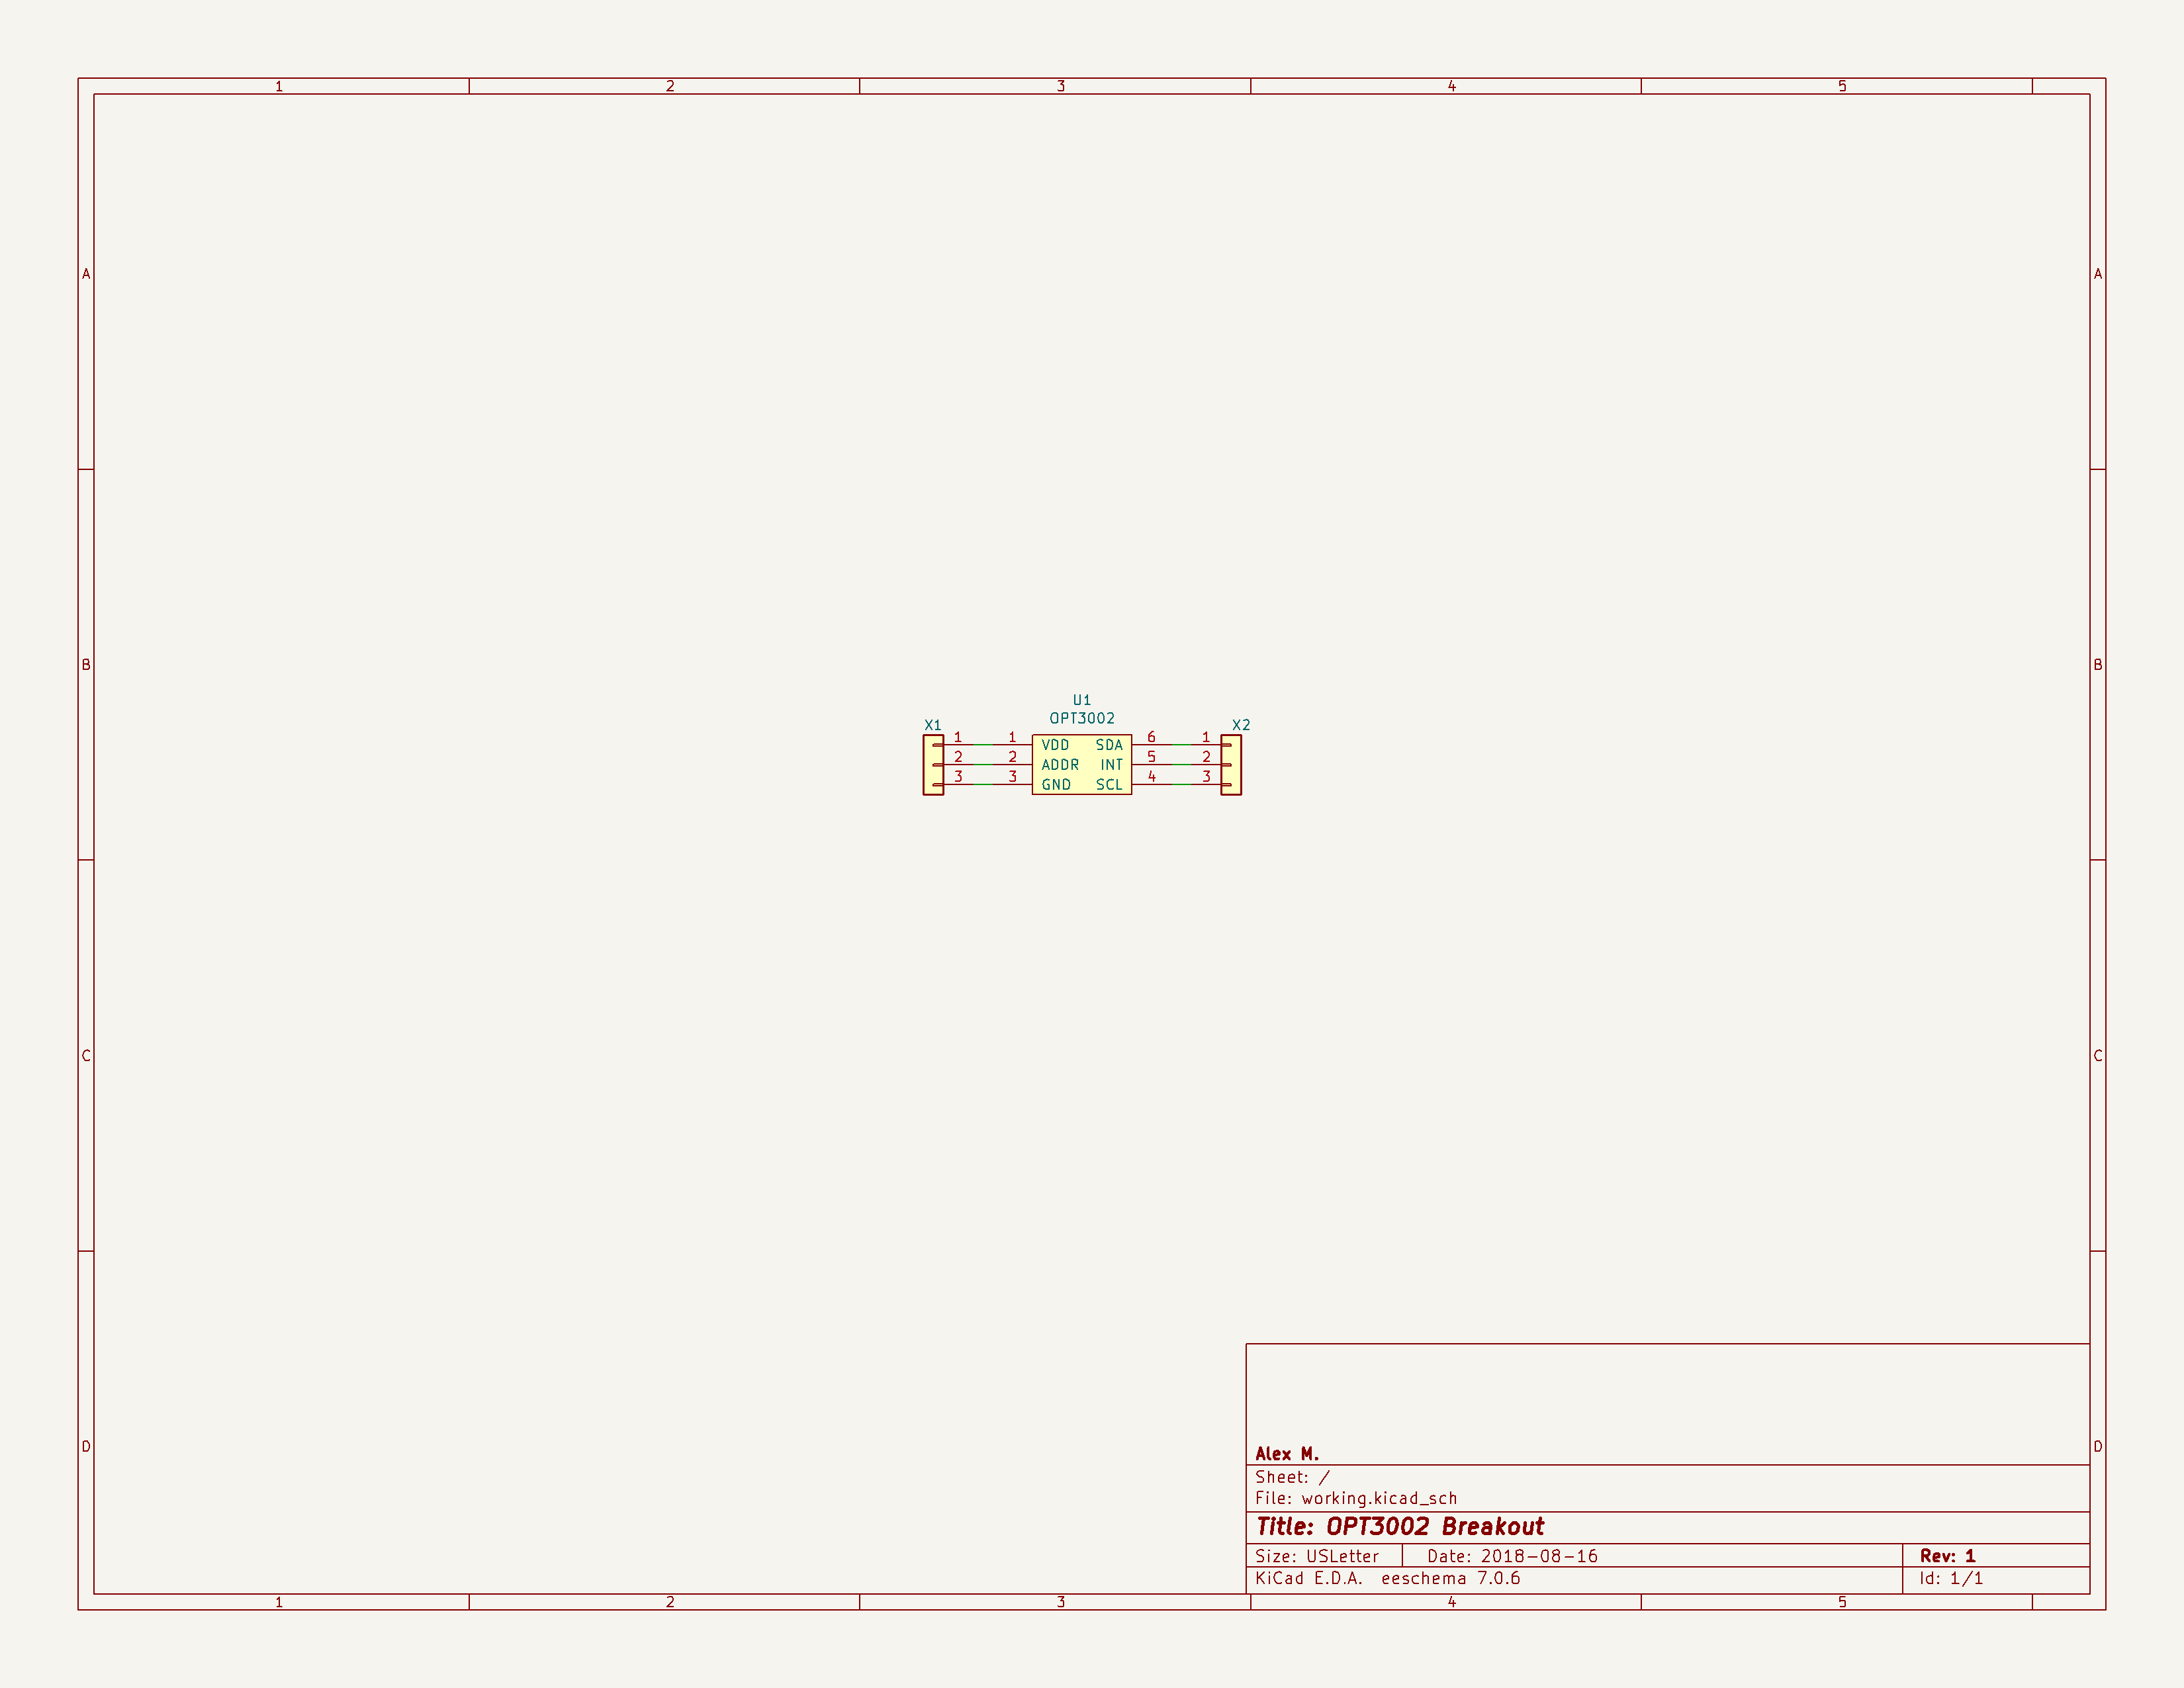 1 2 3 4 5
A A
B B
U1
OPT3002
X1 X2
1 1 VDD SDA 6 1
2 2 ADDR INT 5 2
3 3 GND SCL 4 3
C C
D D
Alex M.
Sheet: /
File: working.kicad_sch
Title: OPT3002 Breakout
Size: USLetter Date: 2018-08-16 Rev: 1
KiCad E.D.A. eeschema 7.0.6 Id: 1/1
1 2 3 4 5